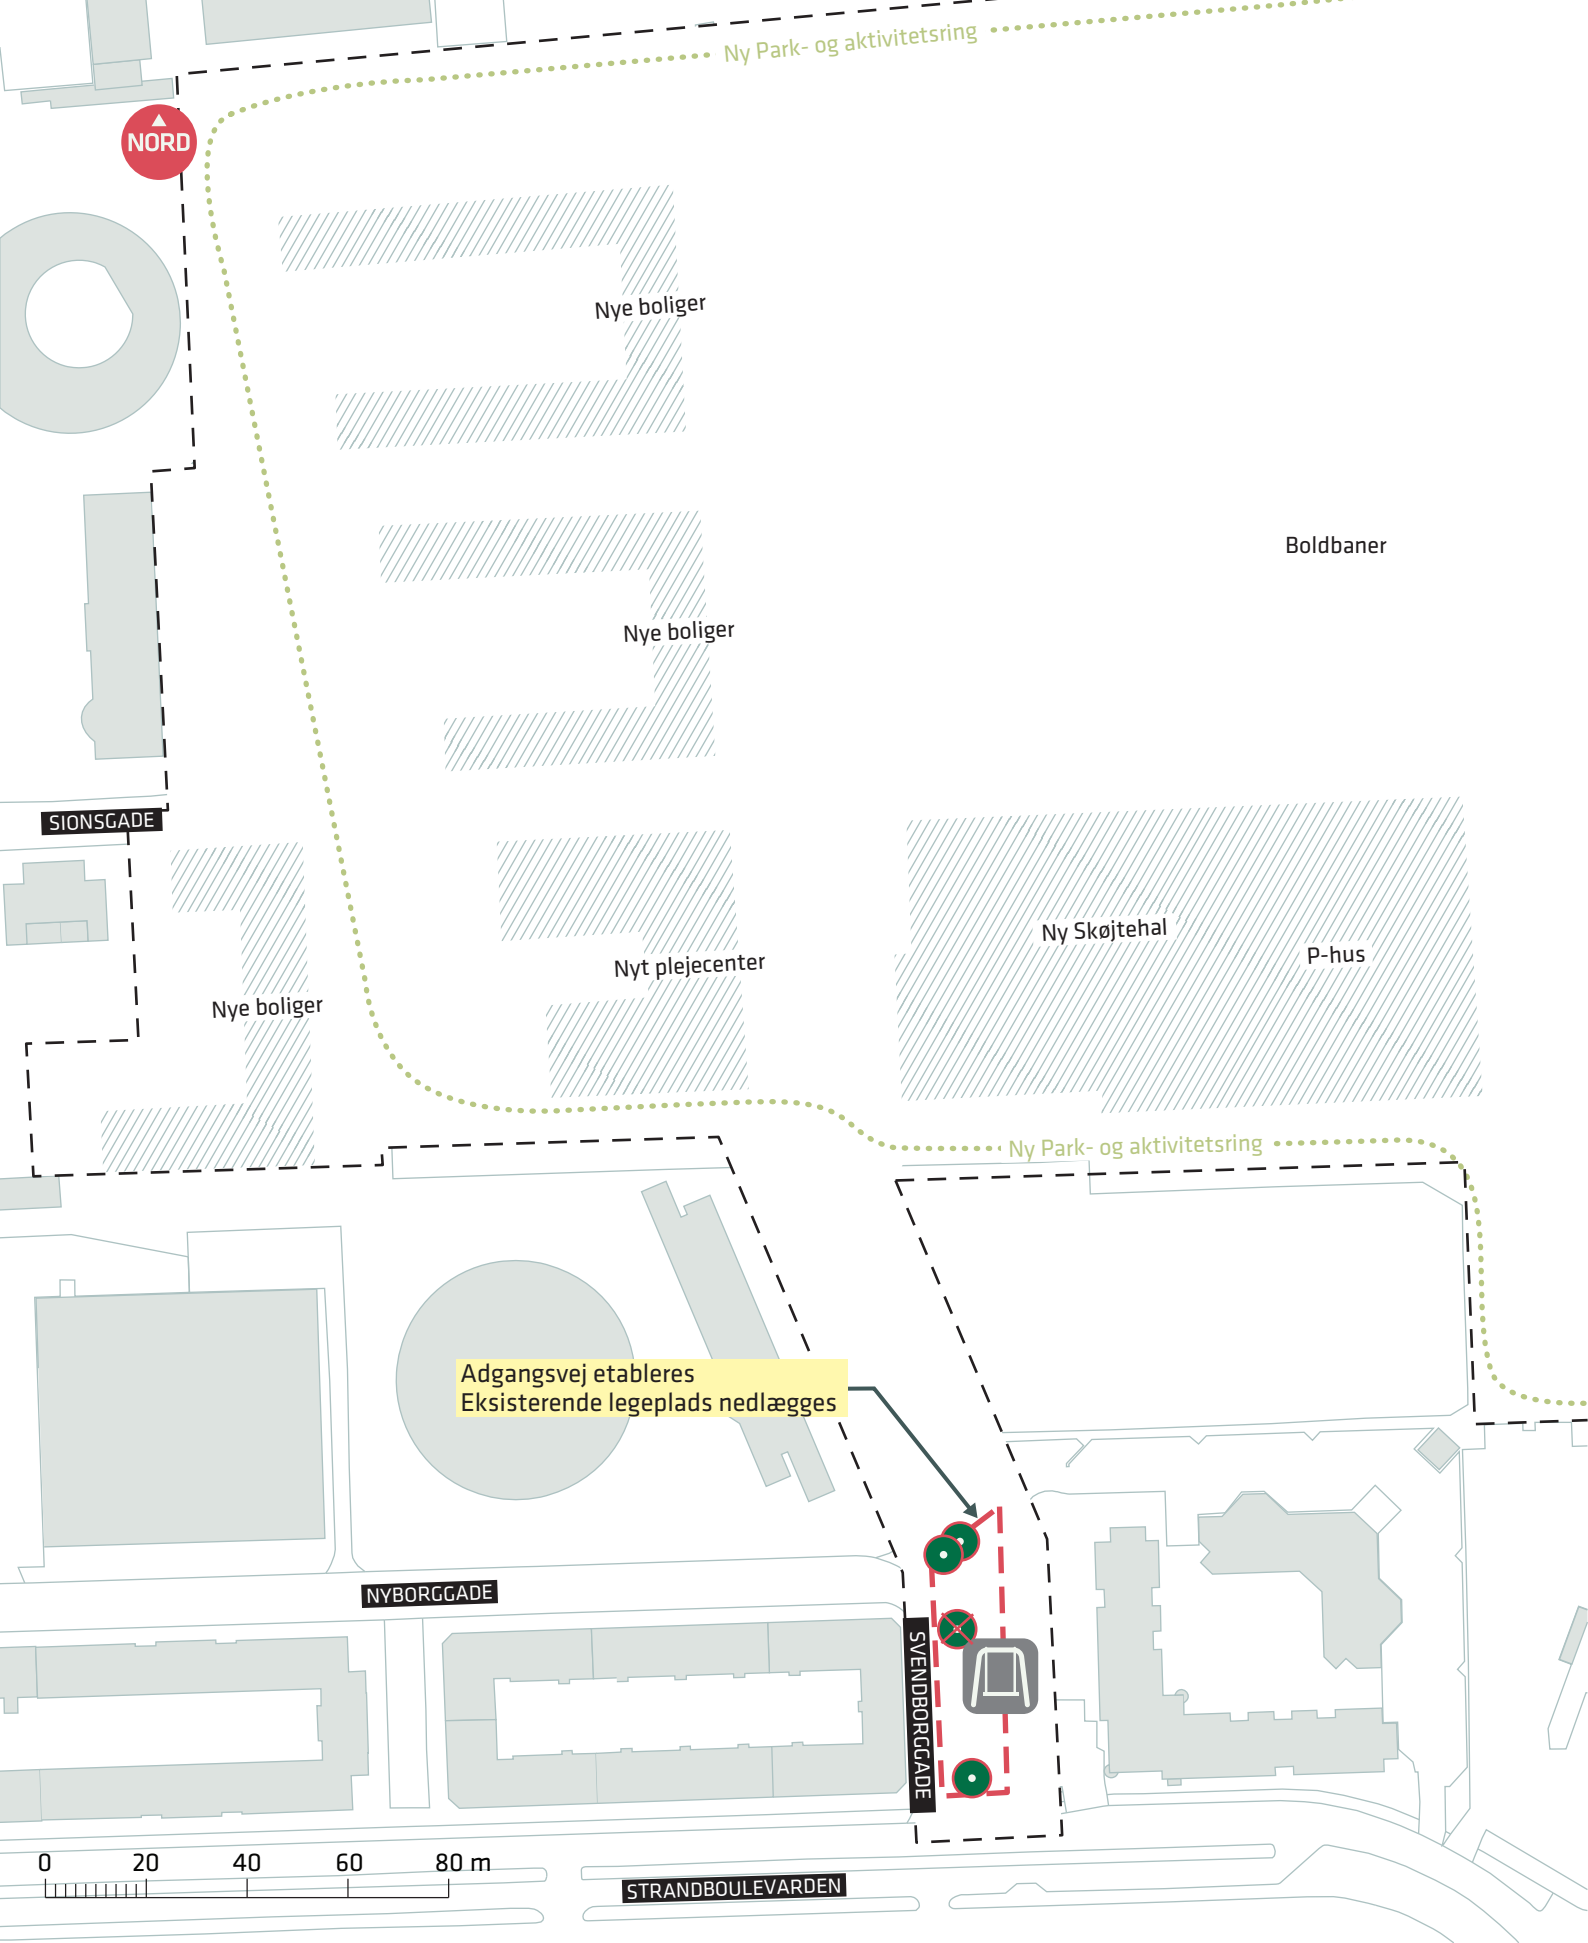 Ny Park- og aktivitetsring
NORD
Nye boliger
Boldbaner
Nye boliger
SIONSGADE
Ny Skøjtehal
P-hus
Nyt plejecenter
Nye boliger
Ny Park- og aktivitetsring
Adgangsvej etableres
Eksisterende legeplads nedlægges
NYBORGGADE
SVENDBORGGADE
0 20 40 60 80 m
STRANDBOULEVARDEN